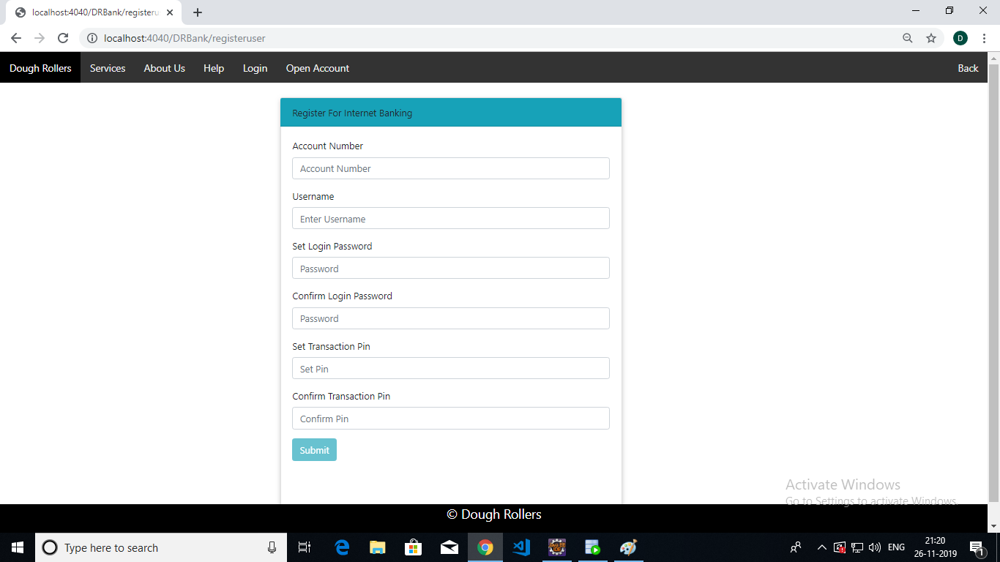 localhost:4040/DRBank/registeru
localhost:4040/DRBank/registeruser
D
Dough Rollers Services About Us Help Login Open Account Back
Register For Internet Banking
Account Number
Account Number
Username
Enter Username
Set Login Password
Password
Confirm Login Password
Password
Set Transaction Pin
Set Pin
Confirm Transaction Pin
Confirm Pin
Submit
Activate Windows
Go to Settings to activate Windows.
© Dough Rollers
Type here to search
ENG
21:20
26-11-2019
1